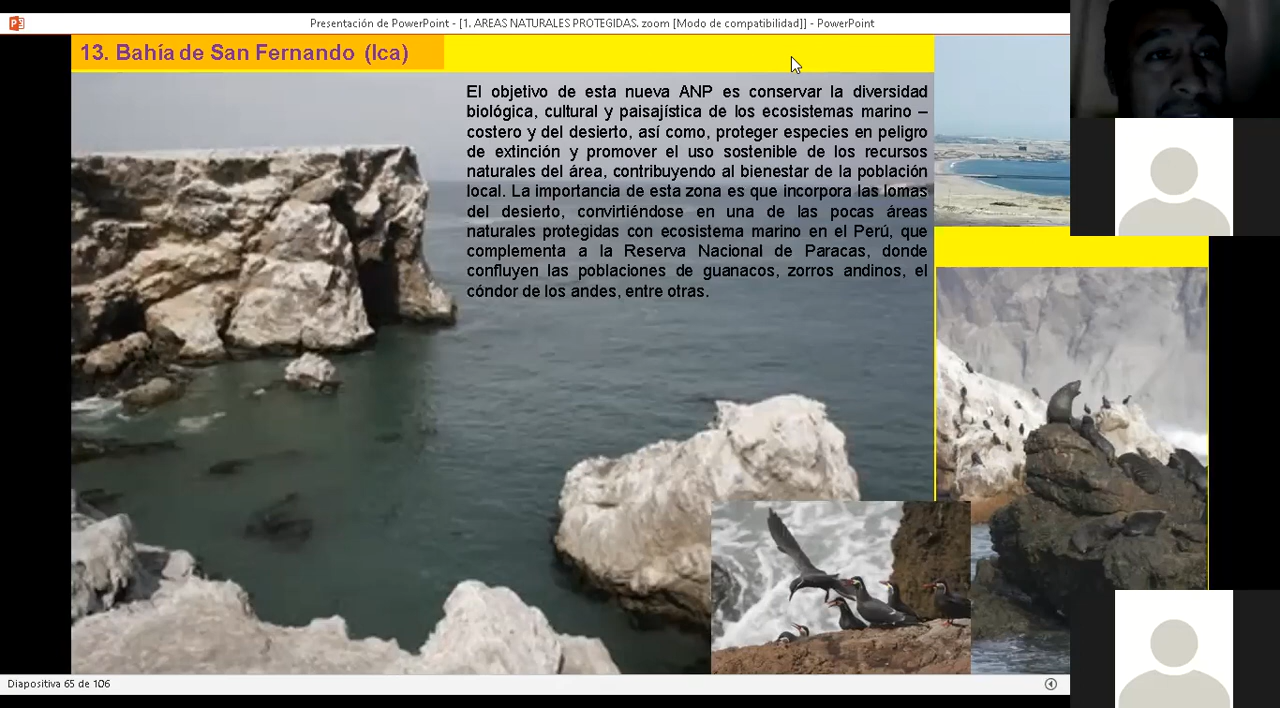 Presentación de PowerPoint - [1. AREAS NATURALES PROTEGIDAS. zoom [Modo de compatibilidad]] - PowerPoint
13. Bahía de San Fernando (Ica)
El objetivo de esta nueva ANP es conservar la diversidad
biológica, cultural y paisajística de los ecosistemas marino –
costero y del desierto, así como, proteger especies en peligro
de extinción y promover el uso sostenible de los recursos
naturales del área, contribuyendo al bienestar de la población
local. La importancia de esta zona es que incorpora las lomas
del desierto, convirtiéndose en una de las pocas áreas
naturales protegidas con ecosistema marino en el Perú, que
complementa a la Reserva Nacional de Paracas, donde
confluyen las poblaciones de guanacos, zorros andinos, el
cóndor de los andes, entre otras.
Diapositiva 65 de 106